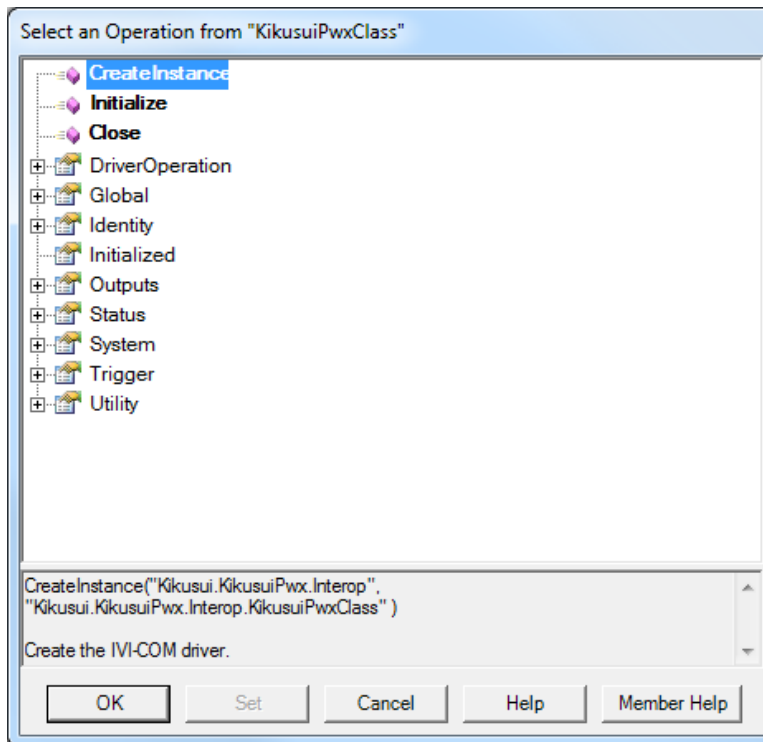 Select an Operation from "KikusuiPwxClass"
CreateInstance
Initialize
Close
DriverOperation
Global
Identity
Initialized
Outputs
Status
System
Trigger
Utility
CreateInstance("Kikusui.KikusuiPwx.Interop",
"Kikusui.KikusuiPwx.Interop.KikusuiPwxClass" )
Create the IVI-COM driver.
OK Set Cancel Help Member Help